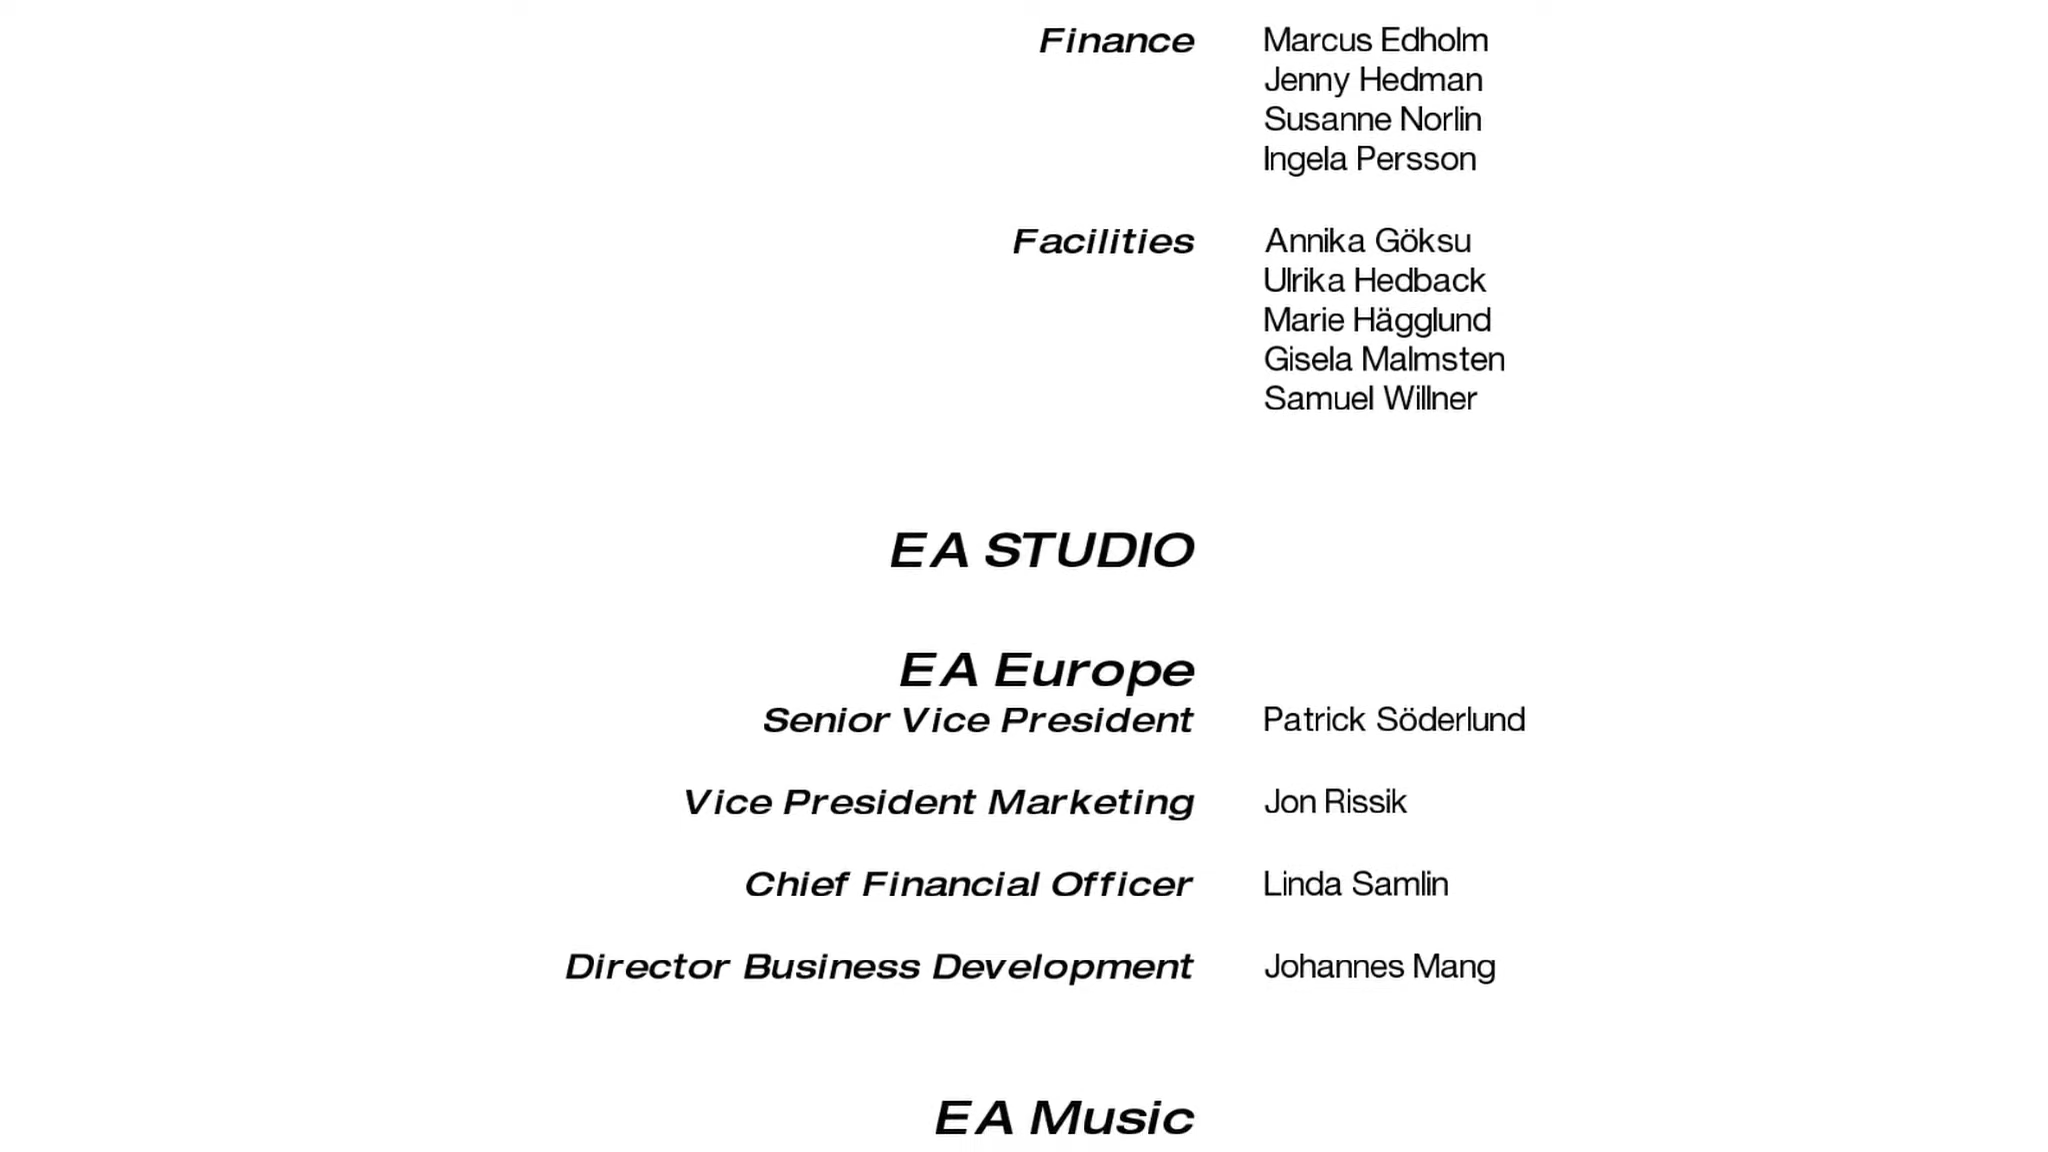 Finance Marcus Edholm
Jenny Hedman
Susanne Norlin
Ingela Persson
Facilities Annika Göksu
Ulrika Hedback
Marie Hägglund
Gisela Malmsten
Samuel Willner
EA STUDIO
EA Europe
Senior Vice President Patrick Söderlund
Vice President Marketing Jon Rissik
Chief Financial Officer Linda Samlin
Director Business Development Johannes Mang
EA Music